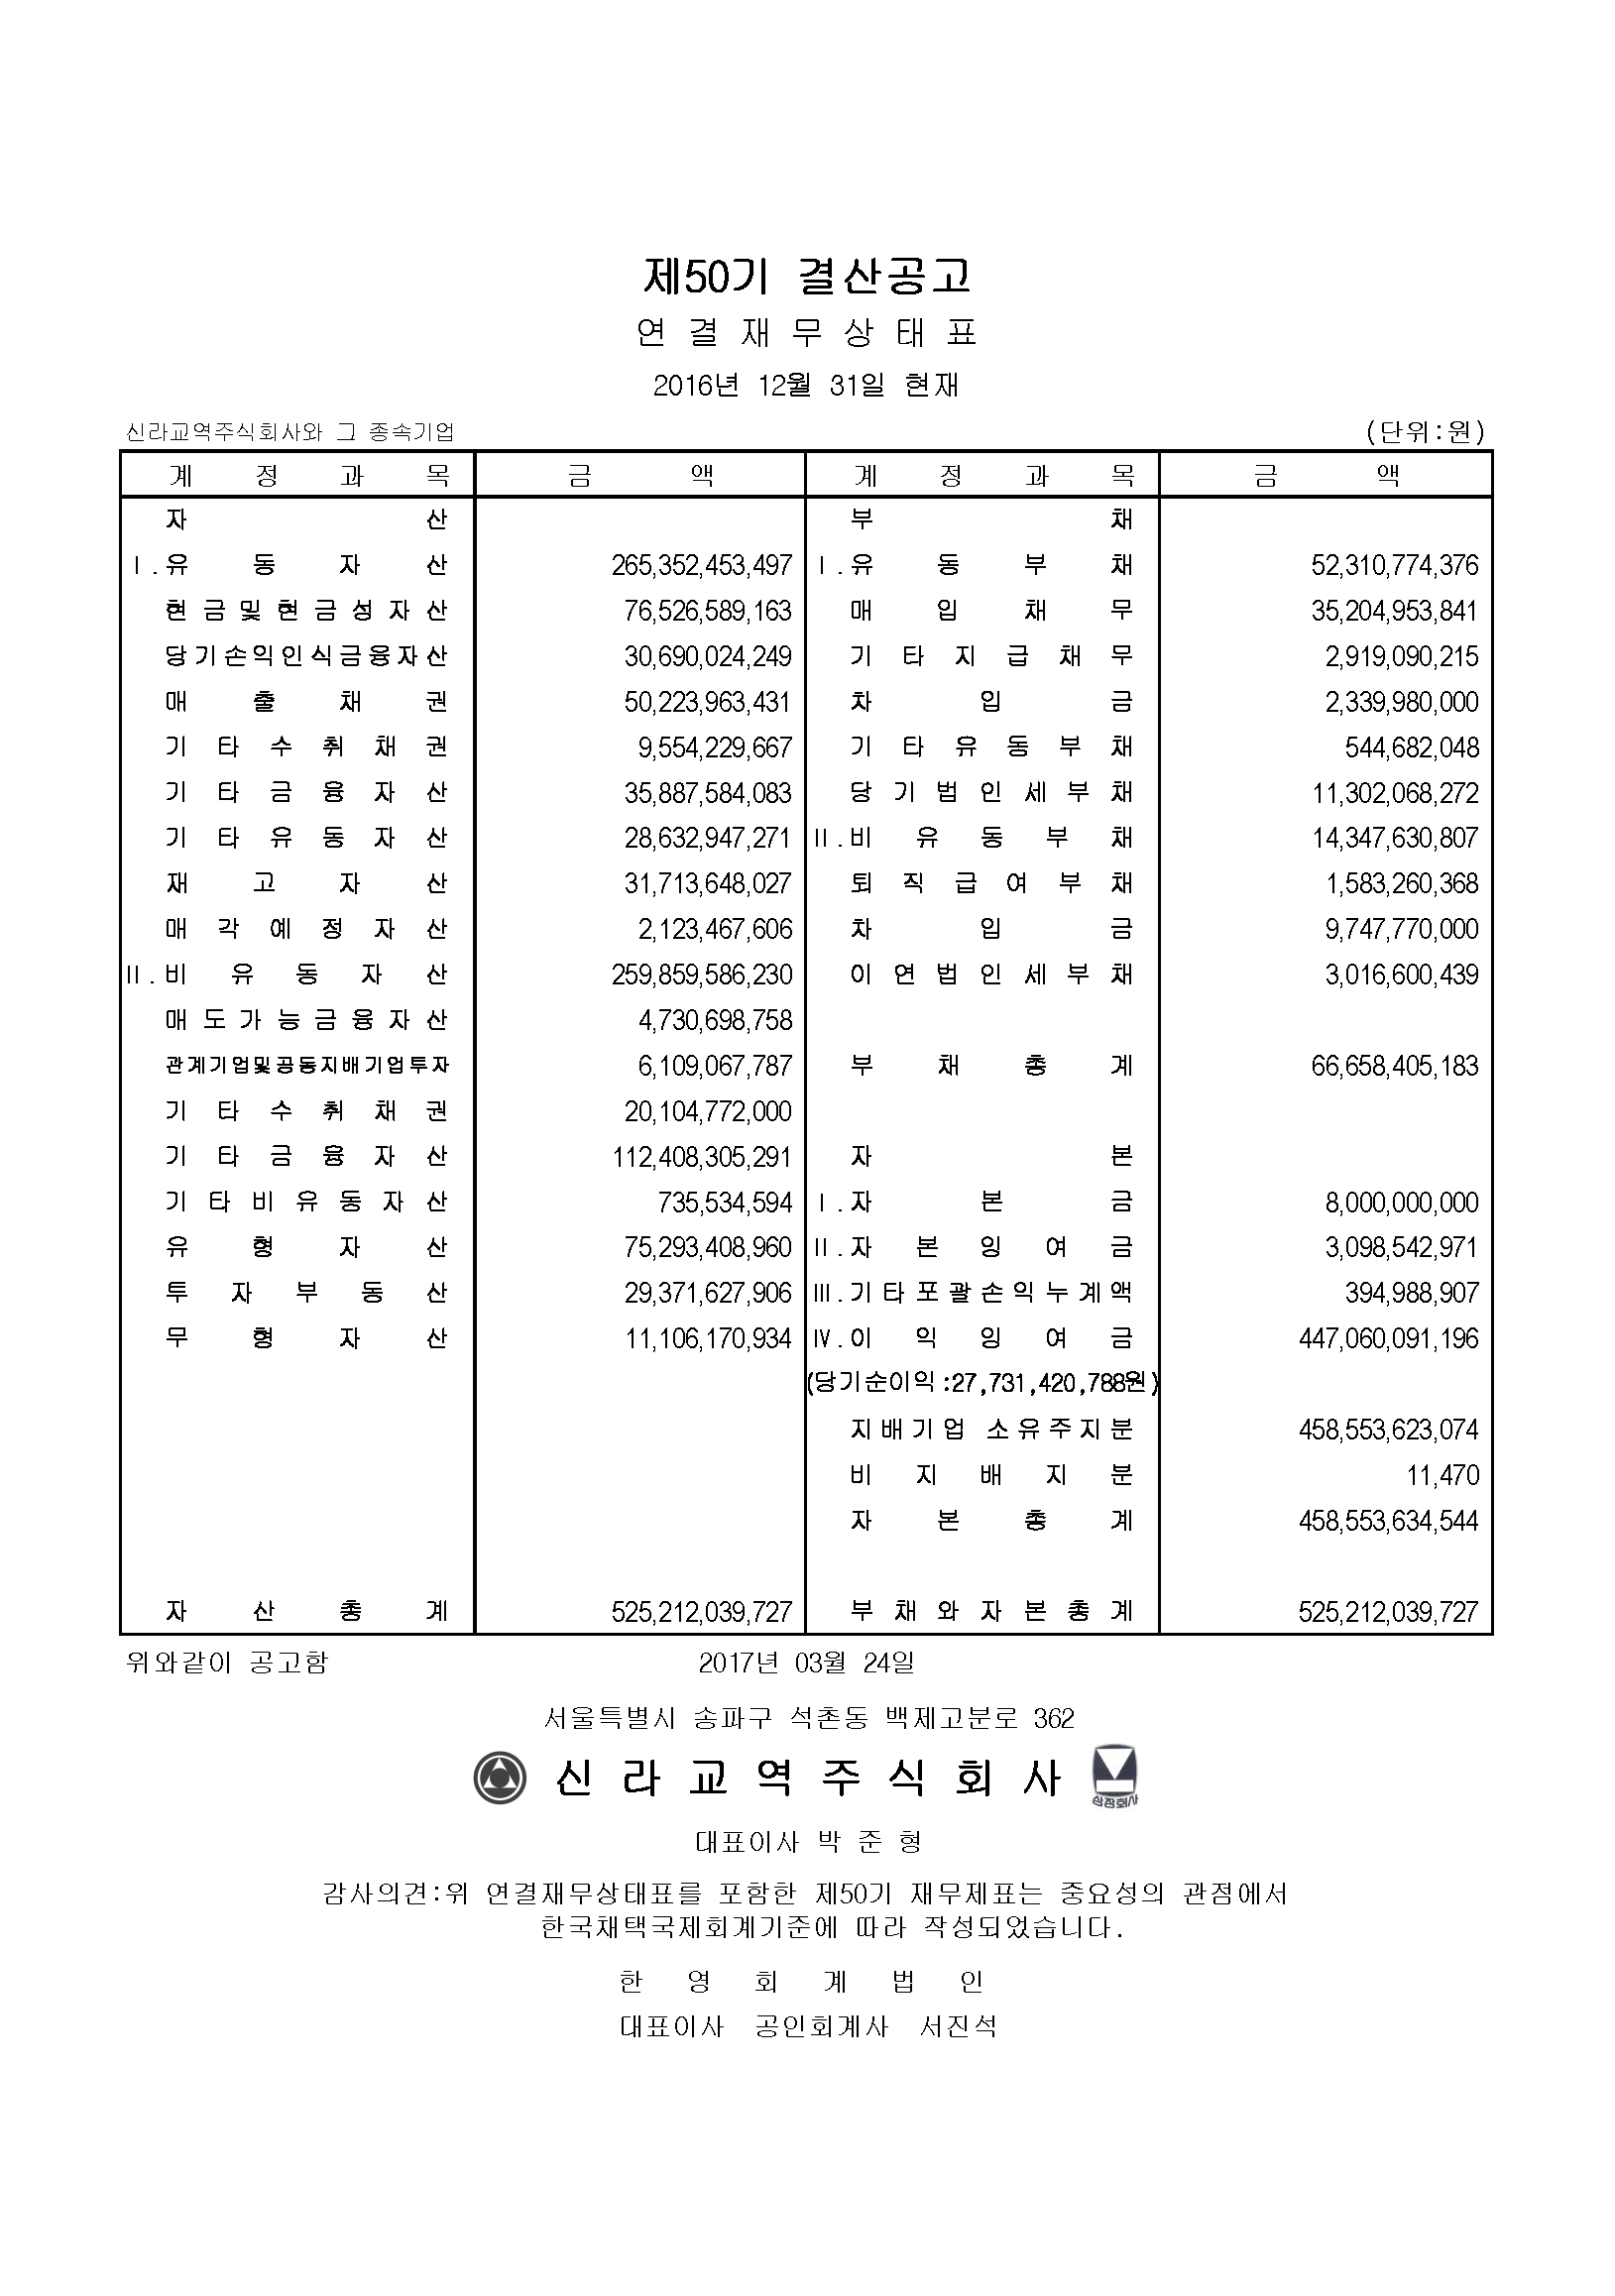 제50기 결산공고
연 결 재 무 상 태 표
2016년 12월 31일 현재
신라교역주식회사와 그 종속기업 (단위:원)
계 정 과 목 금 액 계 정 과 목 금 액
자 산 부 채
Ⅰ.유 동 자 산 265,352,453,497 Ⅰ.유 동 부 채 52,310,774,376
현 금 및 현 금 성 자 산 76,526,589,163 매 입 채 무 35,204,953,841
당기손익인식금융자산 30,690,024,249 기 타 지 급 채 무 2,919,090,215
매 출 채 권 50,223,963,431 차 입 금 2,339,980,000
기 타 수 취 채 권 9,554,229,667 기 타 유 동 부 채 544,682,048
기 타 금 융 자 산 35,887,584,083 당 기 법 인 세 부 채 11,302,068,272
기 타 유 동 자 산 28,632,947,271 Ⅱ.비 유 동 부 채 14,347,630,807
재 고 자 산 31,713,648,027 퇴 직 급 여 부 채 1,583,260,368
매 각 예 정 자 산 2,123,467,606 차 입 금 9,747,770,000
Ⅱ.비 유 동 자 산 259,859,586,230 이 연 법 인 세 부 채 3,016,600,439
매 도 가 능 금 융 자 산 4,730,698,758
관계기업및공동지배기업투자 6,109,067,787 부 채 총 계 66,658,405,183
기 타 수 취 채 권 20,104,772,000
기 타 금 융 자 산 112,408,305,291 자 본
기 타 비 유 동 자 산 735,534,594 Ⅰ.자 본 금 8,000,000,000
유 형 자 산 75,293,408,960 Ⅱ.자 본 잉 여 금 3,098,542,971
투 자 부 동 산 29,371,627,906 Ⅲ.기 타 포 괄 손 익 누 계 액 394,988,907
무 형 자 산 11,106,170,934 Ⅳ.이 익 잉 여 금 447,060,091,196
(당기순이익:27,731,420,788원)
지배기업 소유주지분 458,553,623,074
비 지 배 지 분 11,470
자 본 총 계 458,553,634,544
자 산 총 계 525,212,039,727 부 채 와 자 본 총 계 525,212,039,727
위와같이 공고함 2017년 03월 24일
서울특별시 송파구 석촌동 백제고분로 362
신 라 교 역 주 식 회 사 상장회사
대표이사 박 준 형
감사의견:위 연결재무상태표를 포함한 제50기 재무제표는 중요성의 관점에서
한국채택국제회계기준에 따라 작성되었습니다.
한 영 회 계 법 인
대표이사 공인회계사 서진석